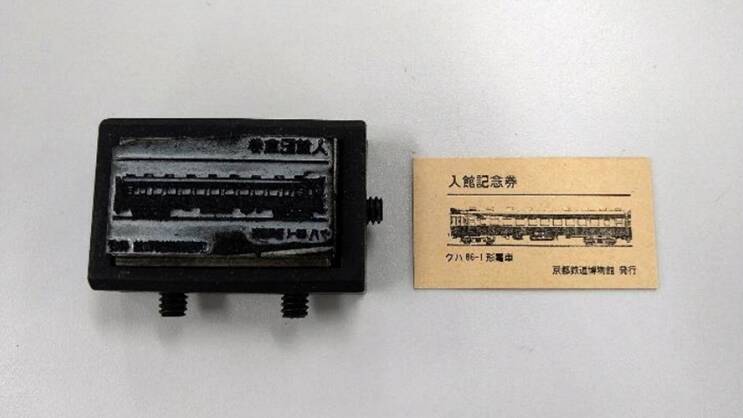 入館記念券
クハ86-1形電車
京都鉄道博物館 発行